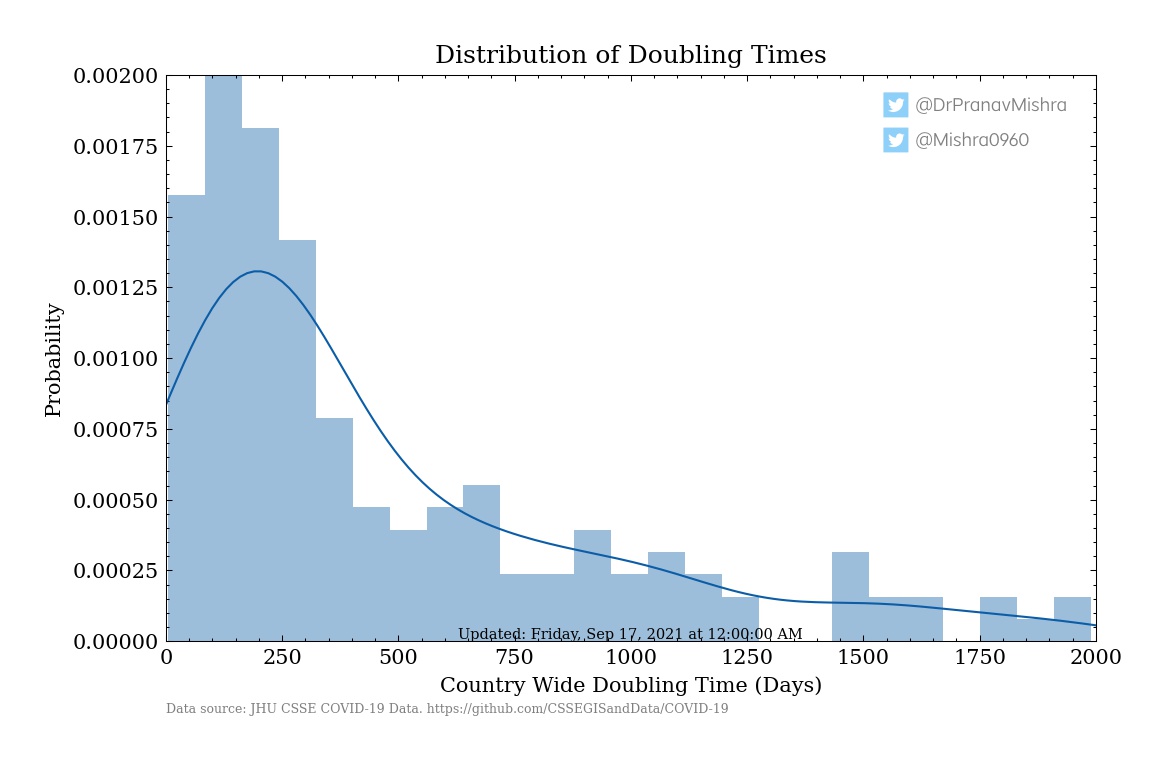 Distribution of Doubling Times
@DrPranavMishra
@Mishra0960
Probability
0.00200
0.00175
0.00150
0.00125
0.00100
0.00075
0.00050
0.00025
0.00000
Updated: Friday, Sep 17, 2021 at 12:00:00 AM
0 250 500 750 1000 1250 1500 1750 2000
Country Wide Doubling Time (Days)
Data source: JHU CSSE COVID-19 Data. https://github.com/CSSEGISandData/COVID-19